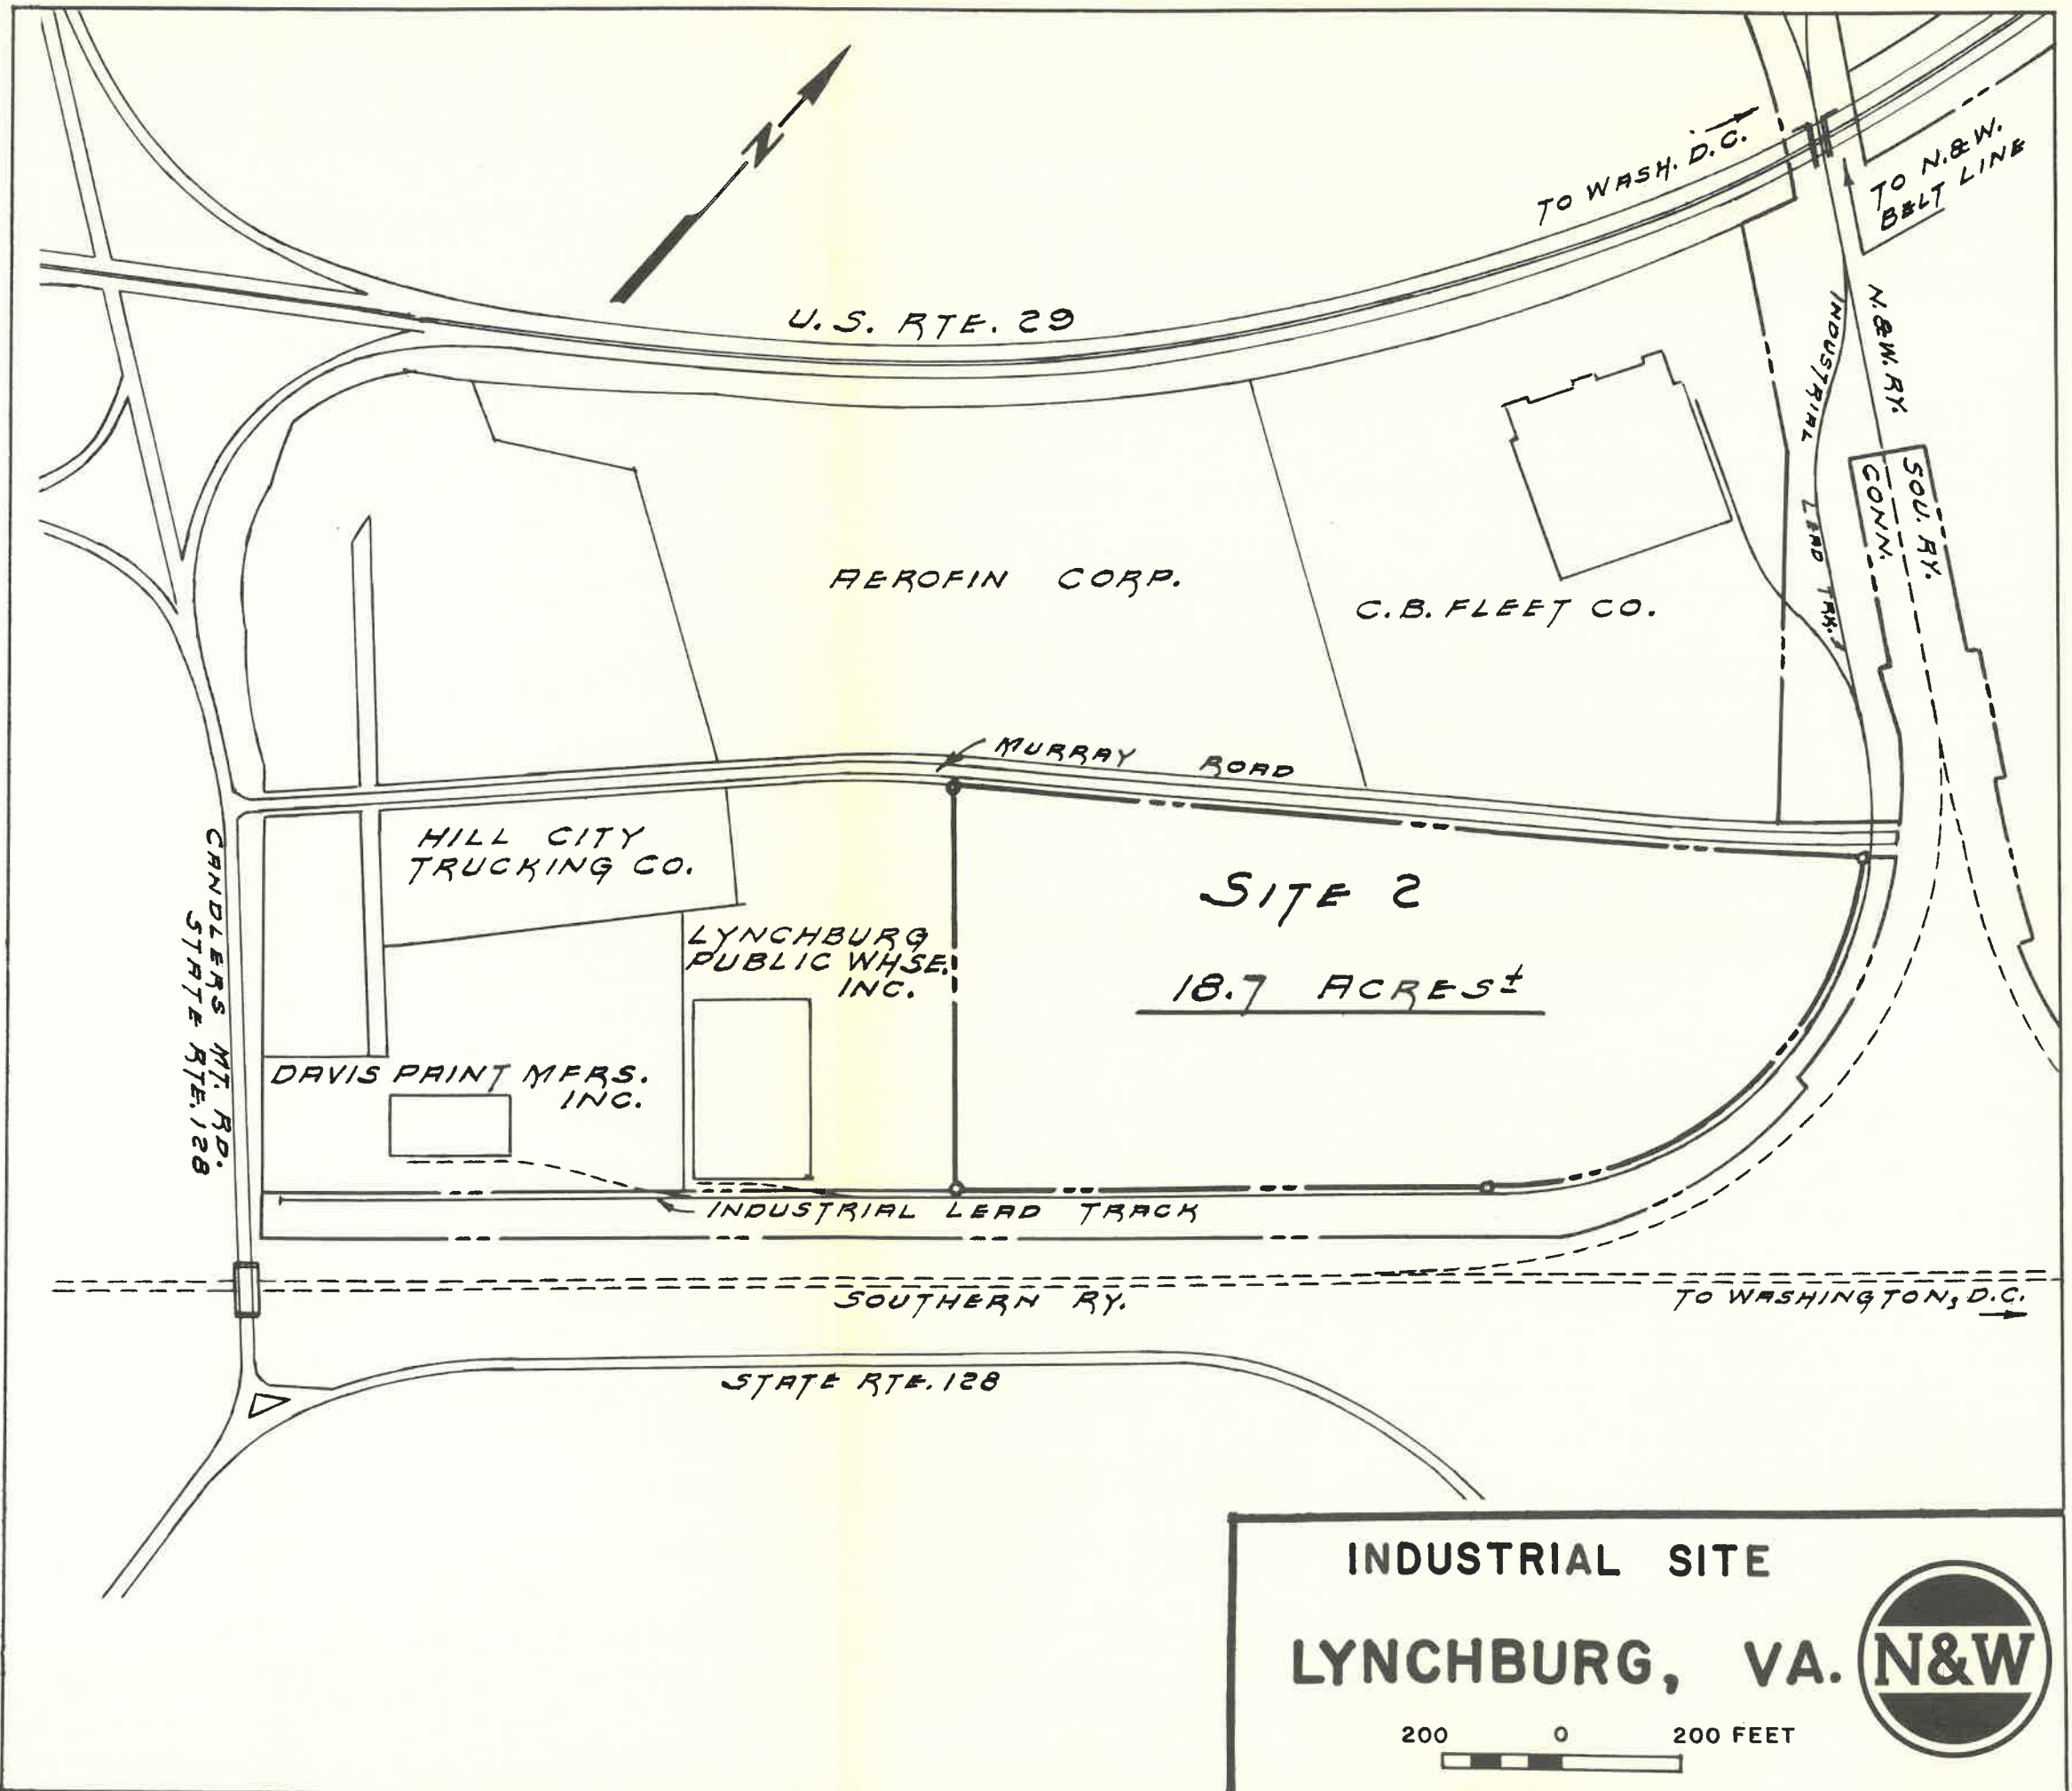 N
TO WASH. D.C.
TO N.&W.
BELT LINE
U.S. RTE. 29
N.&W. RY.
INDUSTRIAL LEAD TRK.
SOU. RY.
CONN.
AEROFIN CORP.
C.B. FLEET CO.
MURRAY ROAD
HILL CITY
TRUCKING CO.
CANDLERS MT. RD.
STATE RTE. 128
SITE 2
18.7 ACRES±
LYNCHBURG
PUBLIC WHSE.
INC.
DAVIS PAINT MFRS.
INC.
INDUSTRIAL LEAD TRACK
SOUTHERN RY.
TO WASHINGTON, D.C.
STATE RTE. 128
INDUSTRIAL SITE
LYNCHBURG, VA.
N&W
200 0 200 FEET